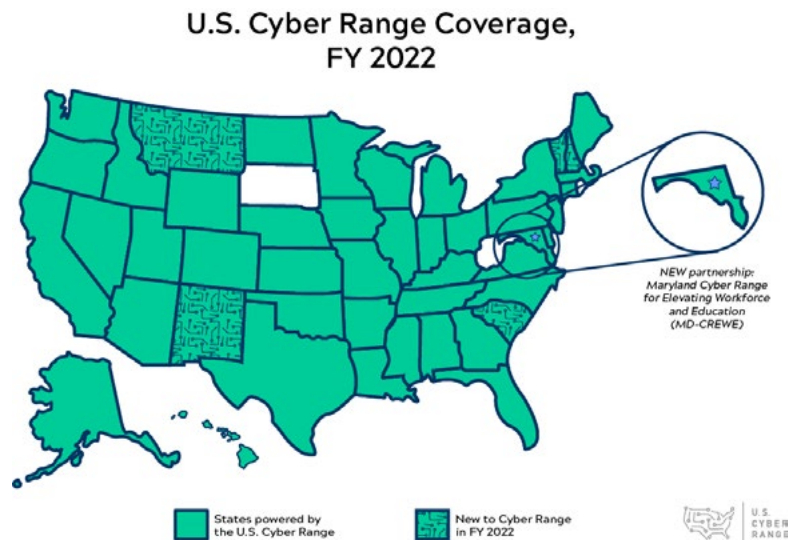 U.S. Cyber Range Coverage,
FY 2022
NEW partnership:
Maryland Cyber Range
for Elevating Workforce
and Education
(MD-CREWE)
States powered by
the U.S. Cyber Range
New to Cyber Range
in FY 2022
U.S.
CYBER
RANGE